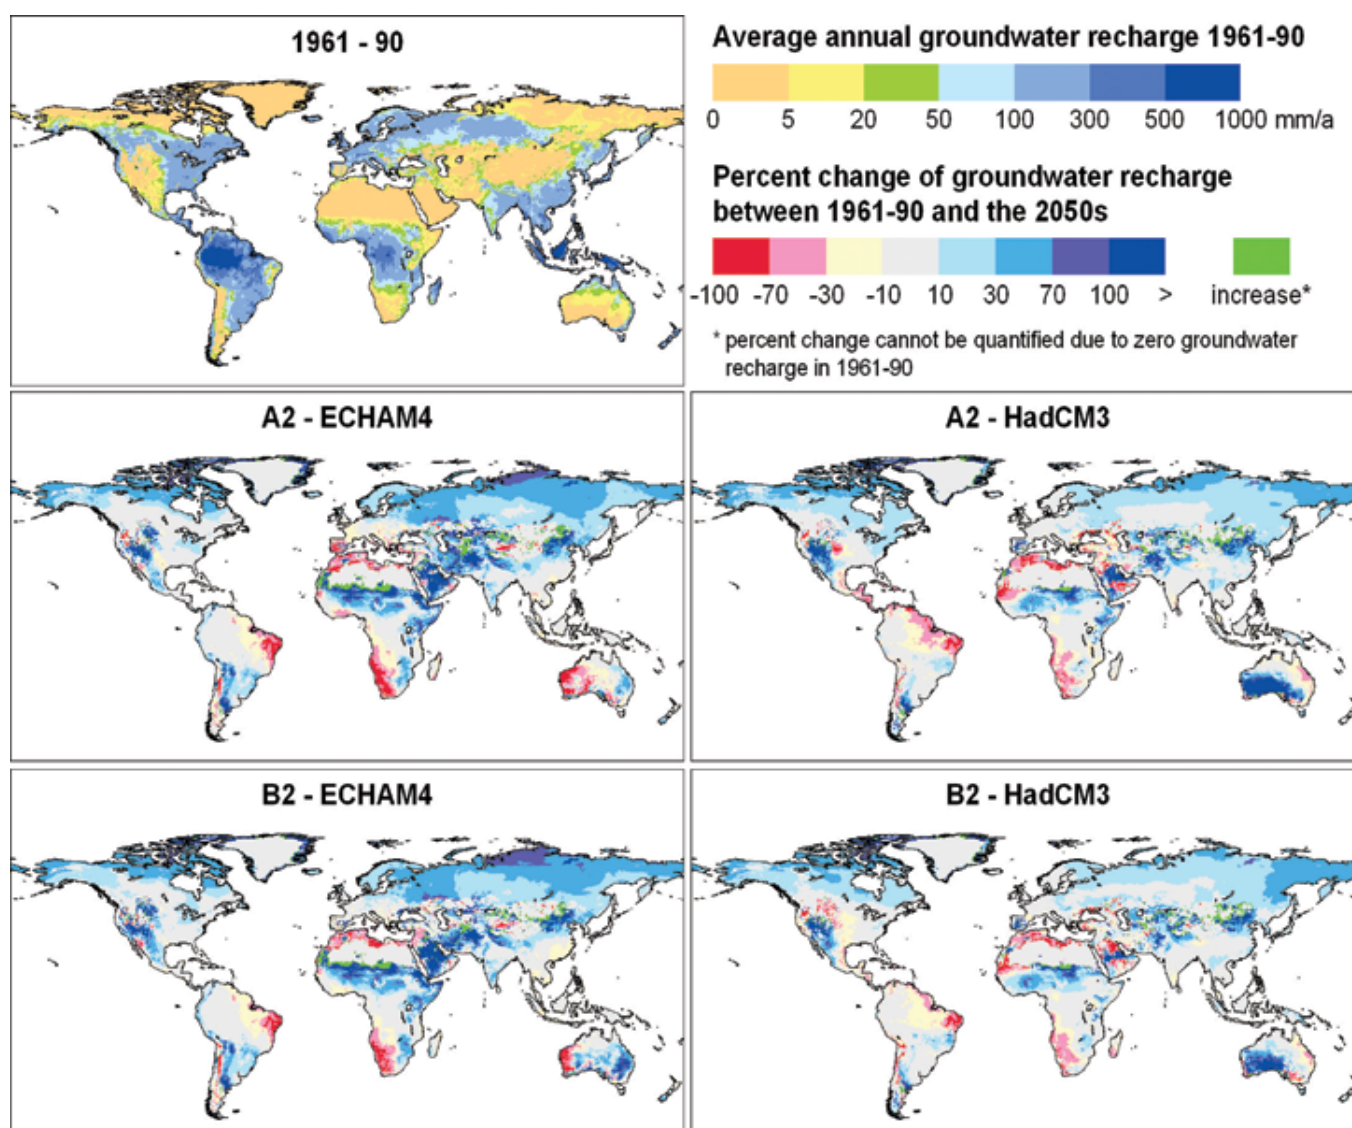 1961 - 90
Average annual groundwater recharge 1961-90
0 5 20 50 100 300 500 1000 mm/a
Percent change of groundwater recharge
between 1961-90 and the 2050s
-100 -70 -30 -10 10 30 70 100 > increase*
* percent change cannot be quantified due to zero groundwater
recharge in 1961-90
A2 - ECHAM4
A2 - HadCM3
B2 - ECHAM4
B2 - HadCM3